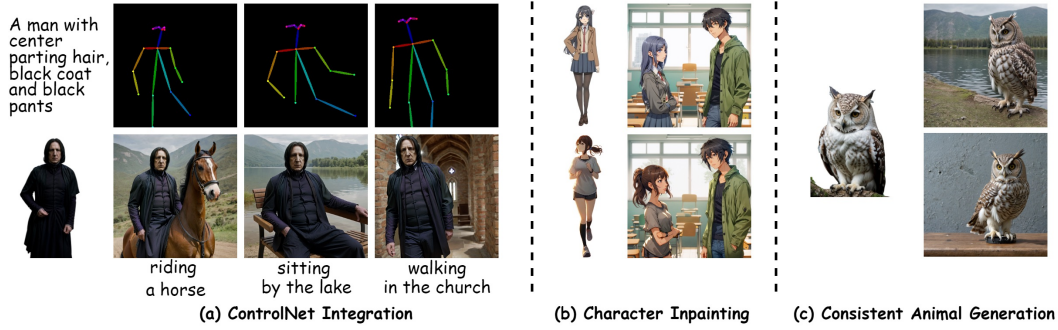 A man with
center
parting hair,
black coat
and black
pants
riding
a horse
sitting
by the lake
walking
in the church
(a) ControlNet Integration
(b) Character Inpainting
(c) Consistent Animal Generation